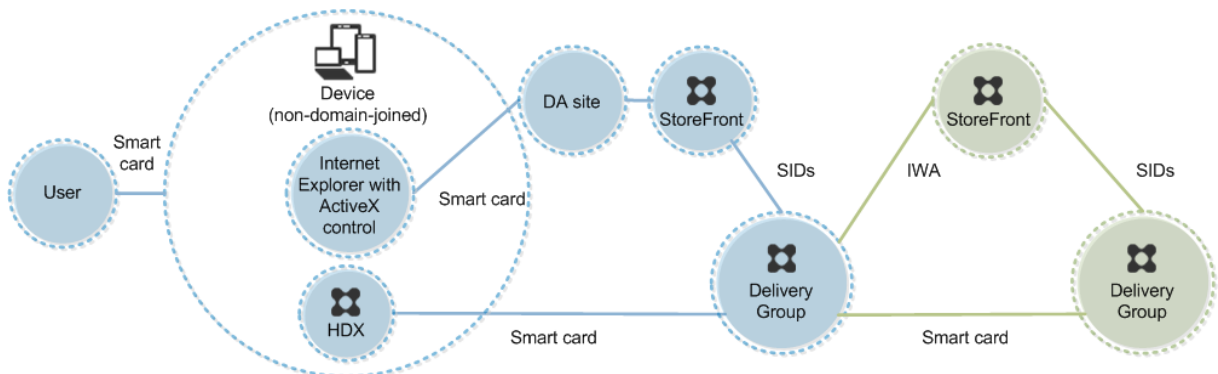 Device
(non-domain-joined)
Smart
card
User
Internet
Explorer with
ActiveX
control
HDX
Smart card
DA site
StoreFront
SIDs
Smart card
Delivery
Group
IWA
StoreFront
SIDs
Smart card
Delivery
Group